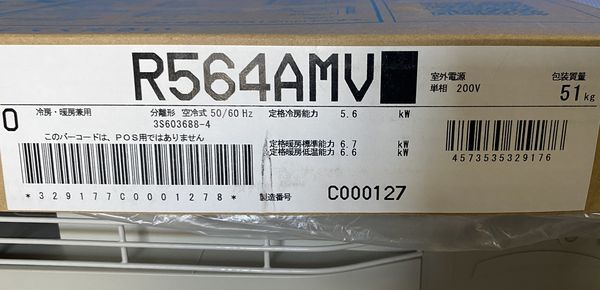 R564AMV■
室外電源 包装質量
単相 200V 51kg
O 冷房・暖房兼用 分離形 空冷式 50/60Hz 定格冷房能力 5.6 kW
3S603688-4
このバーコードは、POS用ではありません
定格暖房標準能力 6.7 kW
定格暖房低温能力 6.6 kW
4573535329176
*329177C0001278*
製造番号 C000127